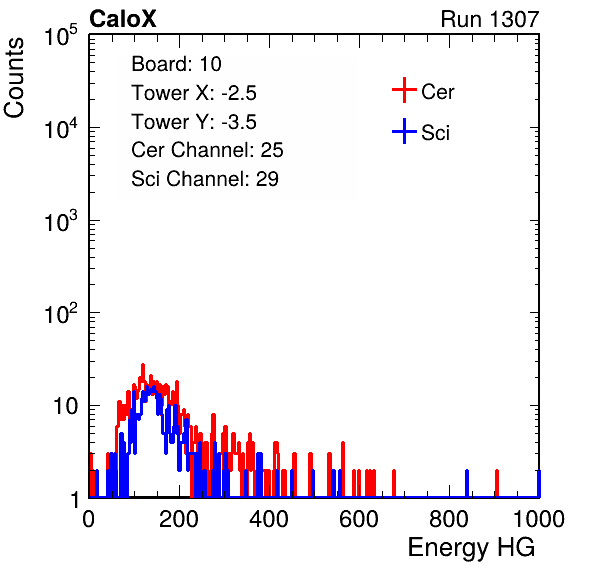 CaloX Run 1307
Counts
Board: 10
Tower X: -2.5
Tower Y: -3.5
Cer Channel: 25
Sci Channel: 29
Cer
Sci
10^5
10^4
10^3
10^2
10
1
0 200 400 600 800 1000
Energy HG